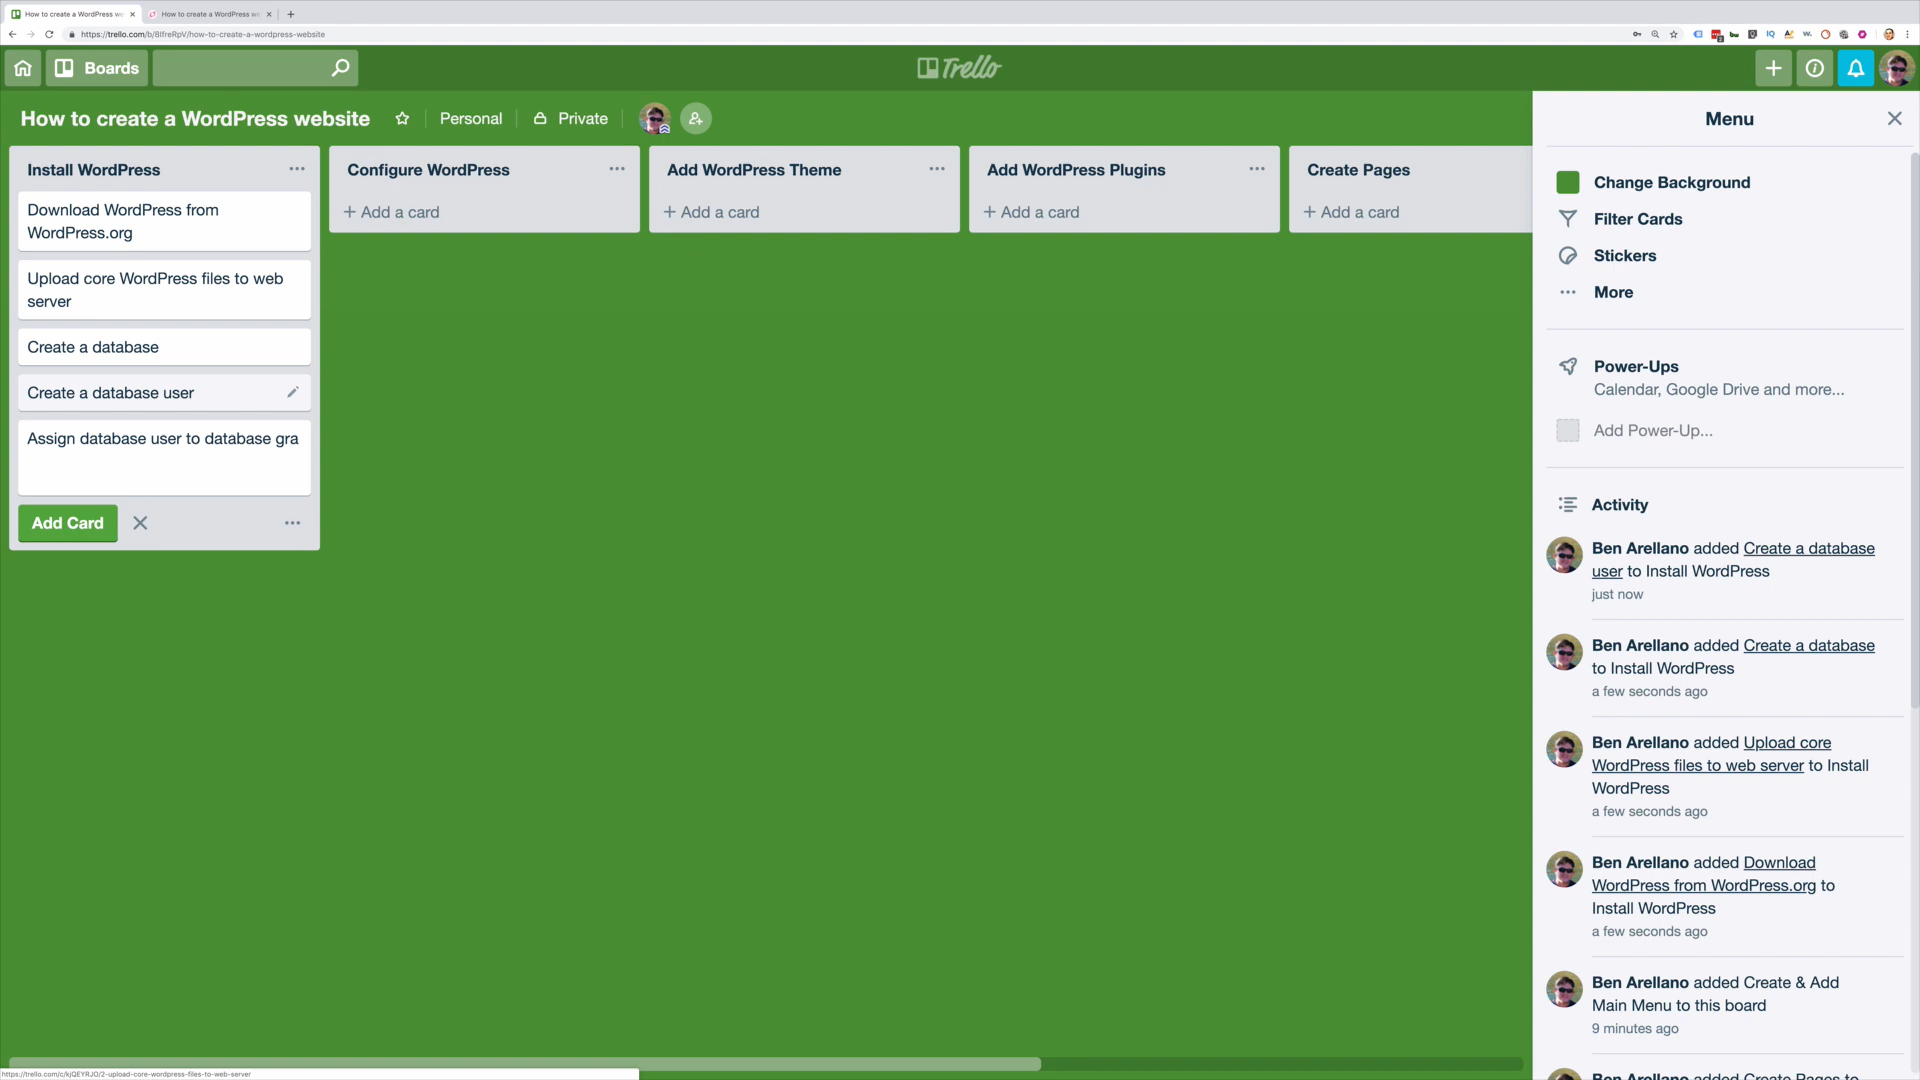 How to create a WordPress we
How to create a WordPress we
https://trello.com/b/8IfreRpV/how-to-create-a-wordpress-website
Boards
Trello
How to create a WordPress website
Personal
Private
Install WordPress
Download WordPress from
WordPress.org
Upload core WordPress files to web
server
Create a database
Create a database user
Assign database user to database gra
Add Card
Configure WordPress
+ Add a card
Add WordPress Theme
+ Add a card
Add WordPress Plugins
+ Add a card
Create Pages
+ Add a card
Menu
Change Background
Filter Cards
Stickers
More
Power-Ups
Calendar, Google Drive and more...
Add Power-Up...
Activity
Ben Arellano added Create a database
user to Install WordPress
just now
Ben Arellano added Create a database
to Install WordPress
a few seconds ago
Ben Arellano added Upload core
WordPress files to web server to Install
WordPress
a few seconds ago
Ben Arellano added Download
WordPress from WordPress.org to
Install WordPress
a few seconds ago
Ben Arellano added Create & Add
Main Menu to this board
9 minutes ago
Ben Arellano added Create Pages to
https://trello.com/c/kjQEYRJO/2-upload-core-wordpress-files-to-web-server